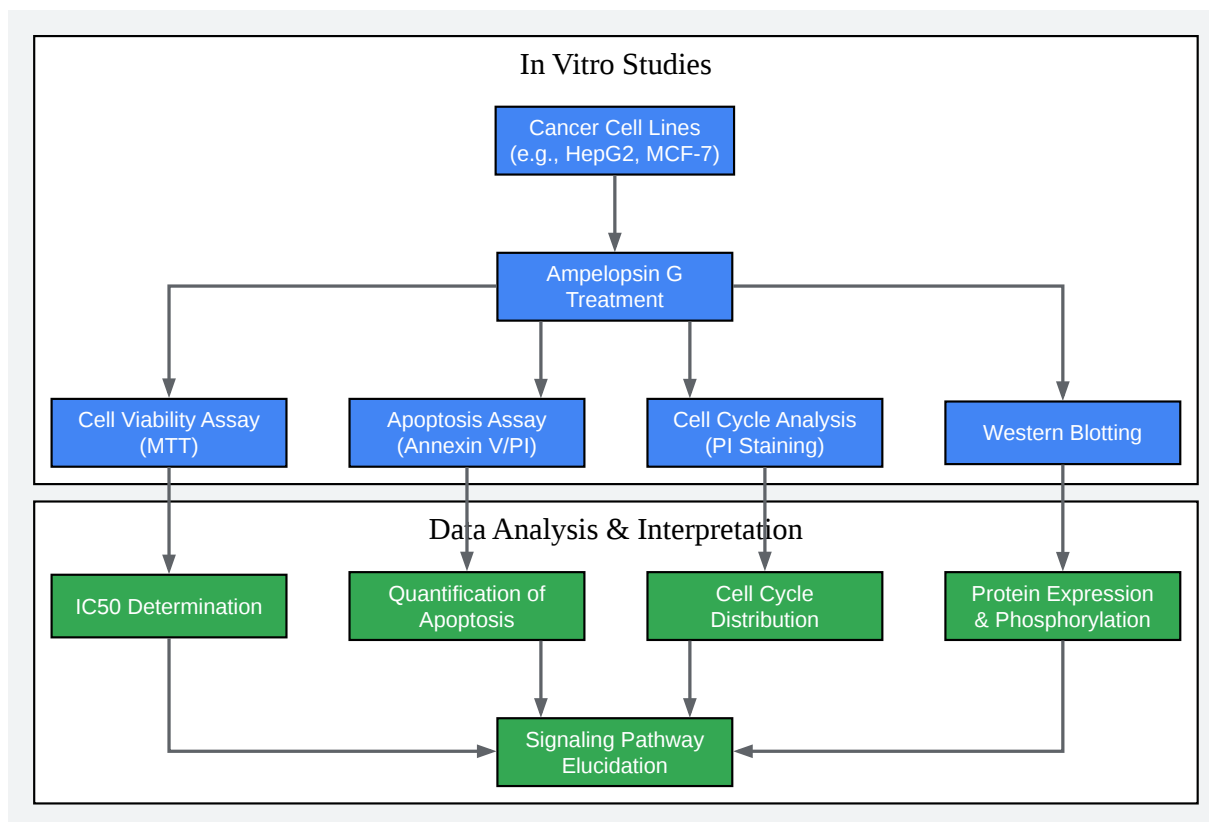 In Vitro Studies
Cancer Cell Lines
(e.g., HepG2, MCF-7)
Ampelopsin G
Treatment
Cell Viability Assay
(MTT)
Apoptosis Assay
(Annexin V/PI)
Cell Cycle Analysis
(PI Staining)
Western Blotting
Data Analysis & Interpretation
IC50 Determination
Quantification of
Apoptosis
Cell Cycle
Distribution
Protein Expression
& Phosphorylation
Signaling Pathway
Elucidation